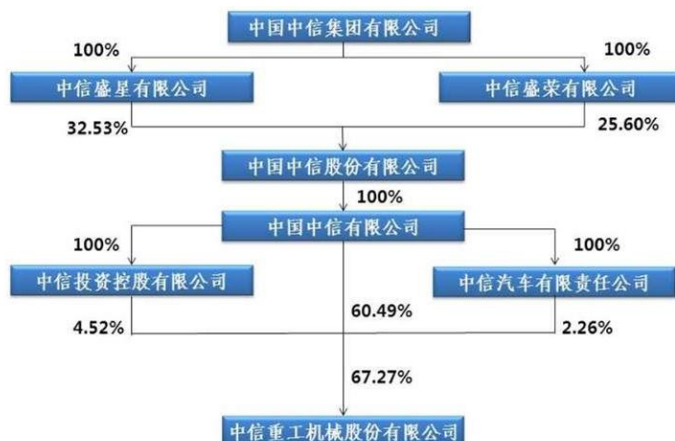 中国中信集团有限公司
100%
100%
中信盛星有限公司
中信盛荣有限公司
32.53%
25.60%
中国中信股份有限公司
100%
中国中信有限公司
100%
100%
中信投资控股有限公司
中信汽车有限责任公司
60.49%
4.52%
2.26%
67.27%
中信重工机械股份有限公司